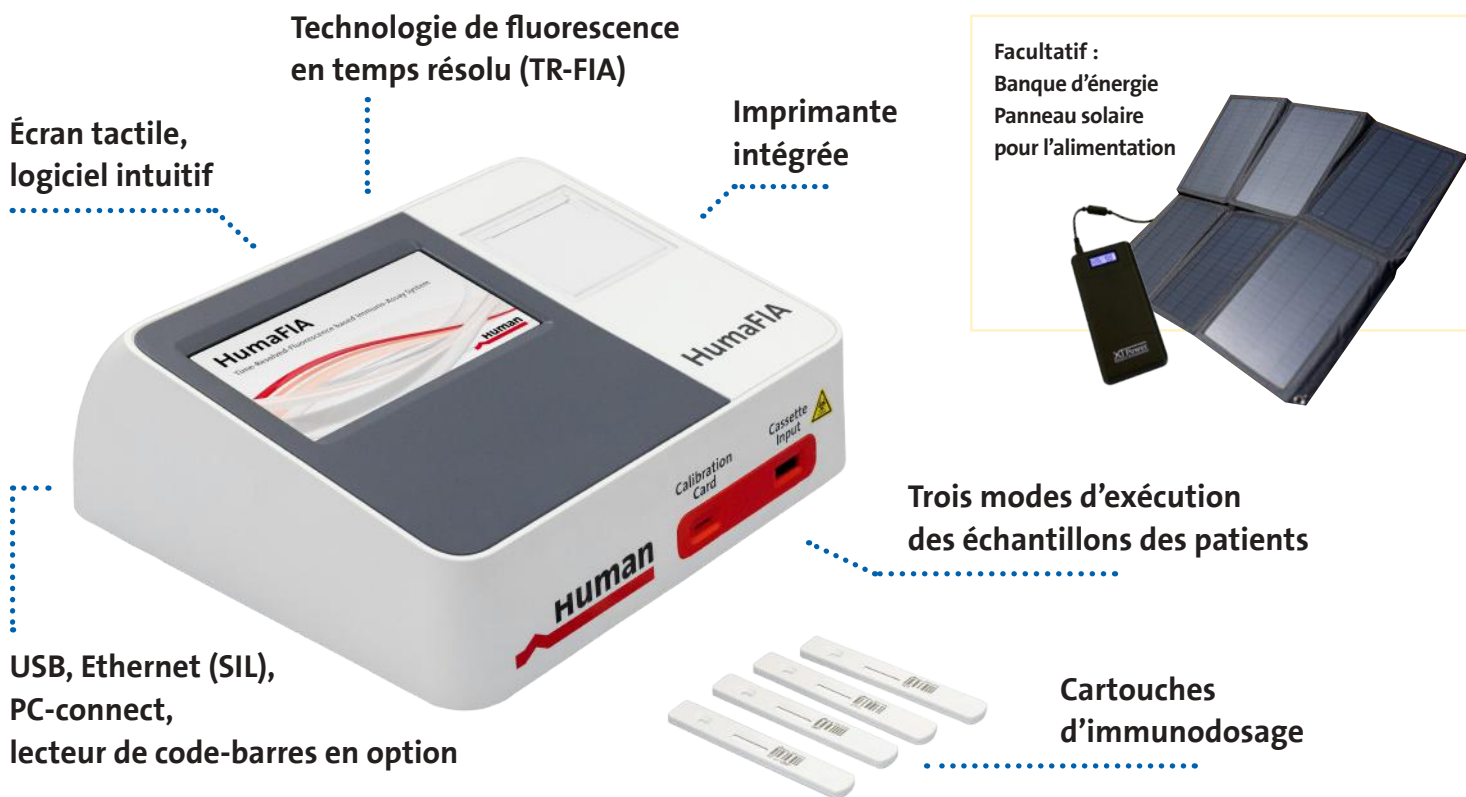 Technologie de fluorescence
en temps résolu (TR-FIA)
Écran tactile,
logiciel intuitif
Imprimante
intégrée
Facultatif :
Banque d’énergie
Panneau solaire
pour l’alimentation
XTPower
HumaFIA
Time-Resolved-Fluorescence based Immuno-Assay System
Human
HumaFIA
Cassette
Input
Calibration
Card
Human
Trois modes d’exécution
des échantillons des patients
USB, Ethernet (SIL),
PC-connect,
lecteur de code-barres en option
Cartouches
d’immunodosage